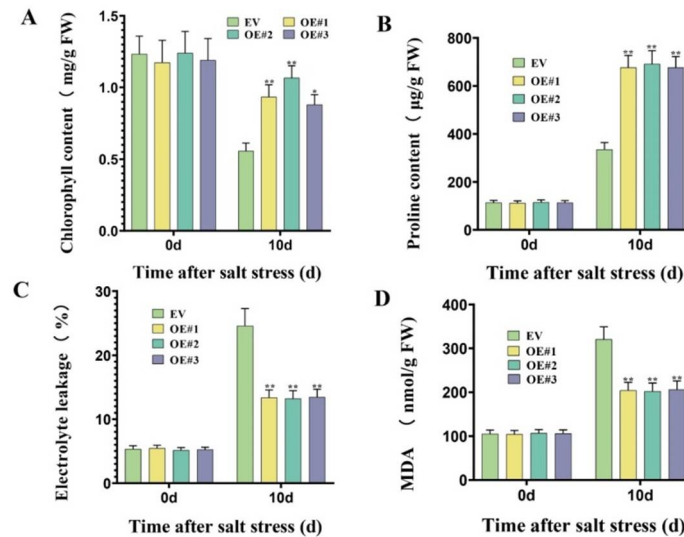 A
Chlorophyll content ( mg/g FW)
1.5
1.0
0.5
0.0
EV
OE#1
OE#2
OE#3
**
**
*
0d
10d
Time after salt stress (d)
B
Proline content ( μg/g FW)
800
600
400
200
0
EV
OE#1
OE#2
OE#3
**
**
**
0d
10d
Time after salt stress (d)
C
Electrolyte leakage ( %)
30
20
10
0
EV
OE#1
OE#2
OE#3
**
**
**
0d
10d
Time after salt stress (d)
D
MDA ( nmol/g FW)
400
300
200
100
0
EV
OE#1
OE#2
OE#3
**
**
**
0d
10d
Time after salt stress (d)